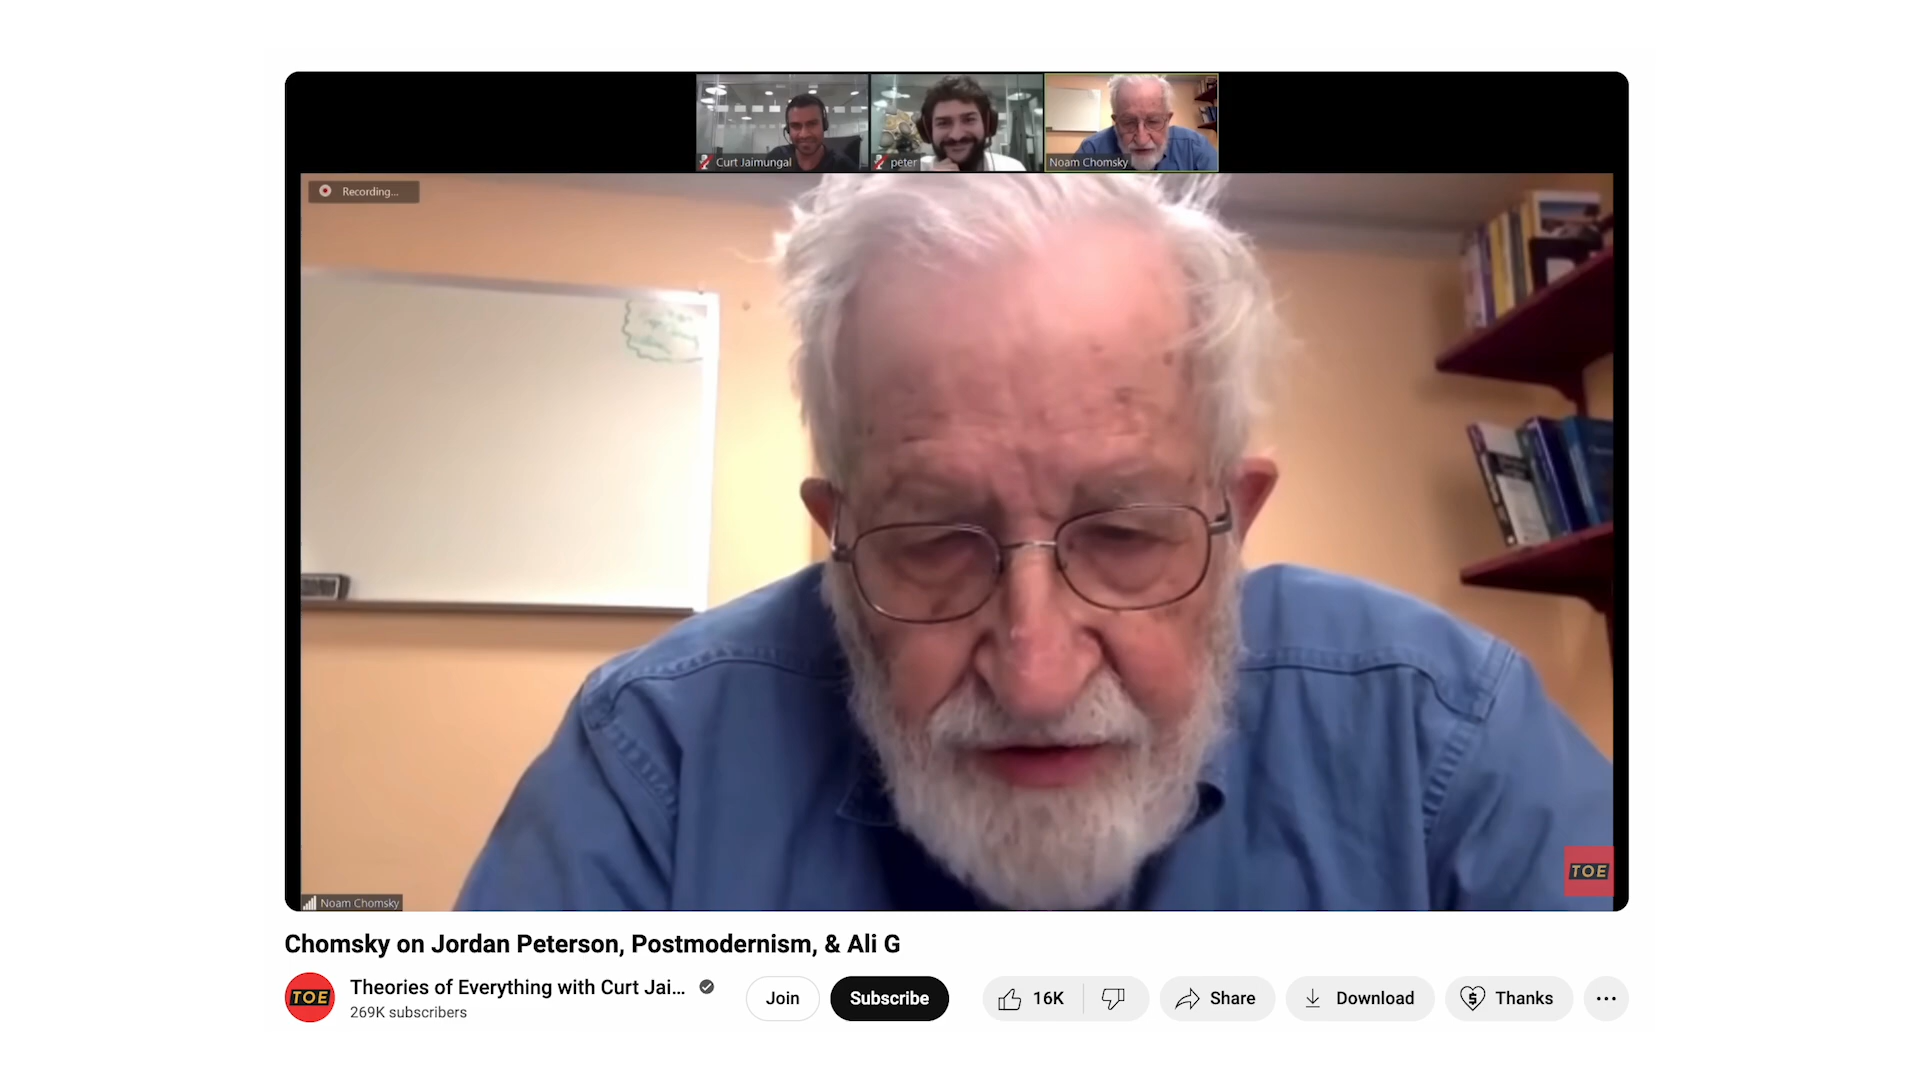 Curt Jaimungal
peter
Noam Chomsky
Recording...
TOE
Noam Chomsky
Chomsky on Jordan Peterson, Postmodernism, & Ali G
TOE
Theories of Everything with Curt Jai...
269K subscribers
Join
Subscribe
16K
Share
Download
Thanks